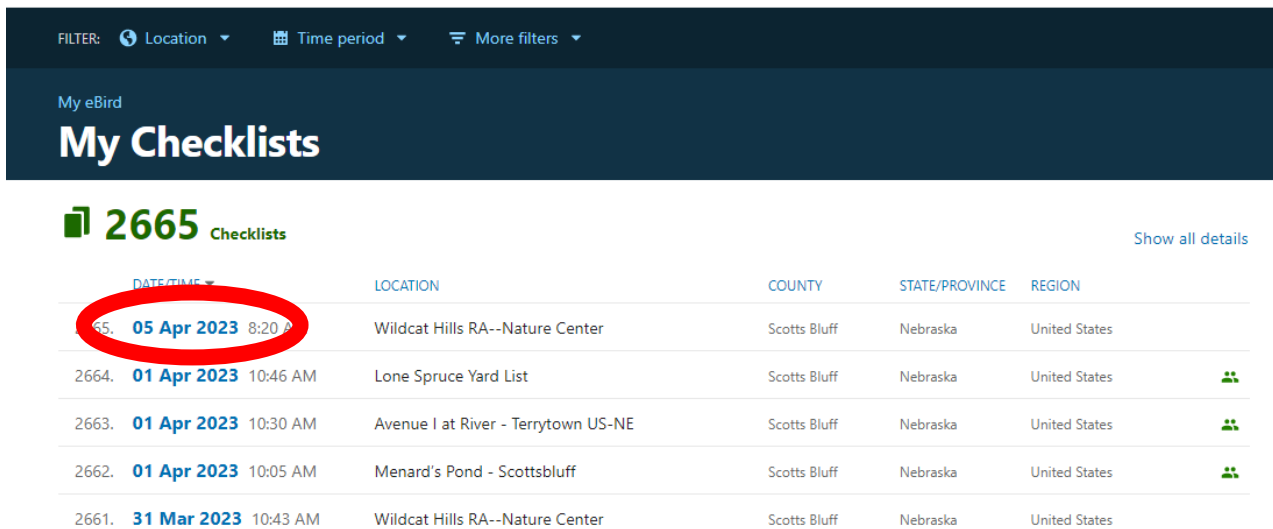 FILTER: Location Time period More filters
My eBird
My Checklists
2665 Checklists
Show all details
DATE/TIME LOCATION COUNTY STATE/PROVINCE REGION
05 Apr 2023 8:20 Wildcat Hills RA--Nature Center Scotts Bluff Nebraska United States
2664. 01 Apr 2023 10:46 AM Lone Spruce Yard List Scotts Bluff Nebraska United States
2663. 01 Apr 2023 10:30 AM Avenue I at River - Terrytown US-NE Scotts Bluff Nebraska United States
2662. 01 Apr 2023 10:05 AM Menard's Pond - Scottsbluff Scotts Bluff Nebraska United States
2661. 31 Mar 2023 10:43 AM Wildcat Hills RA--Nature Center Scotts Bluff Nebraska United States